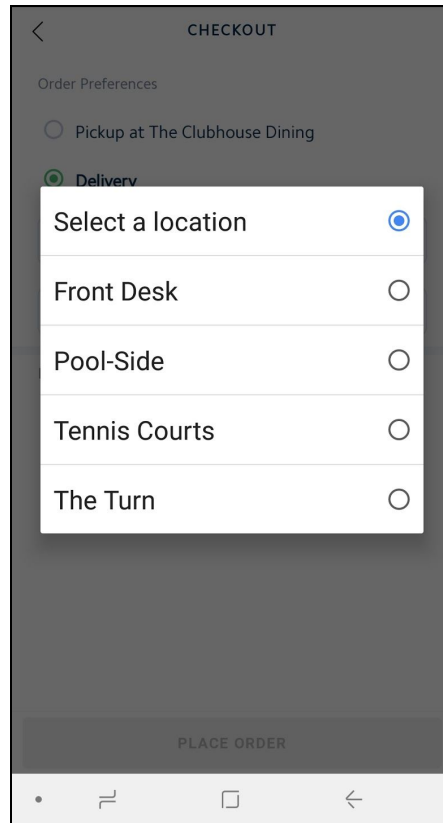 CHECKOUT
Order Preferences
Pickup at The Clubhouse Dining
Delivery
Select a location
Front Desk
Pool-Side
Tennis Courts
The Turn
PLACE ORDER